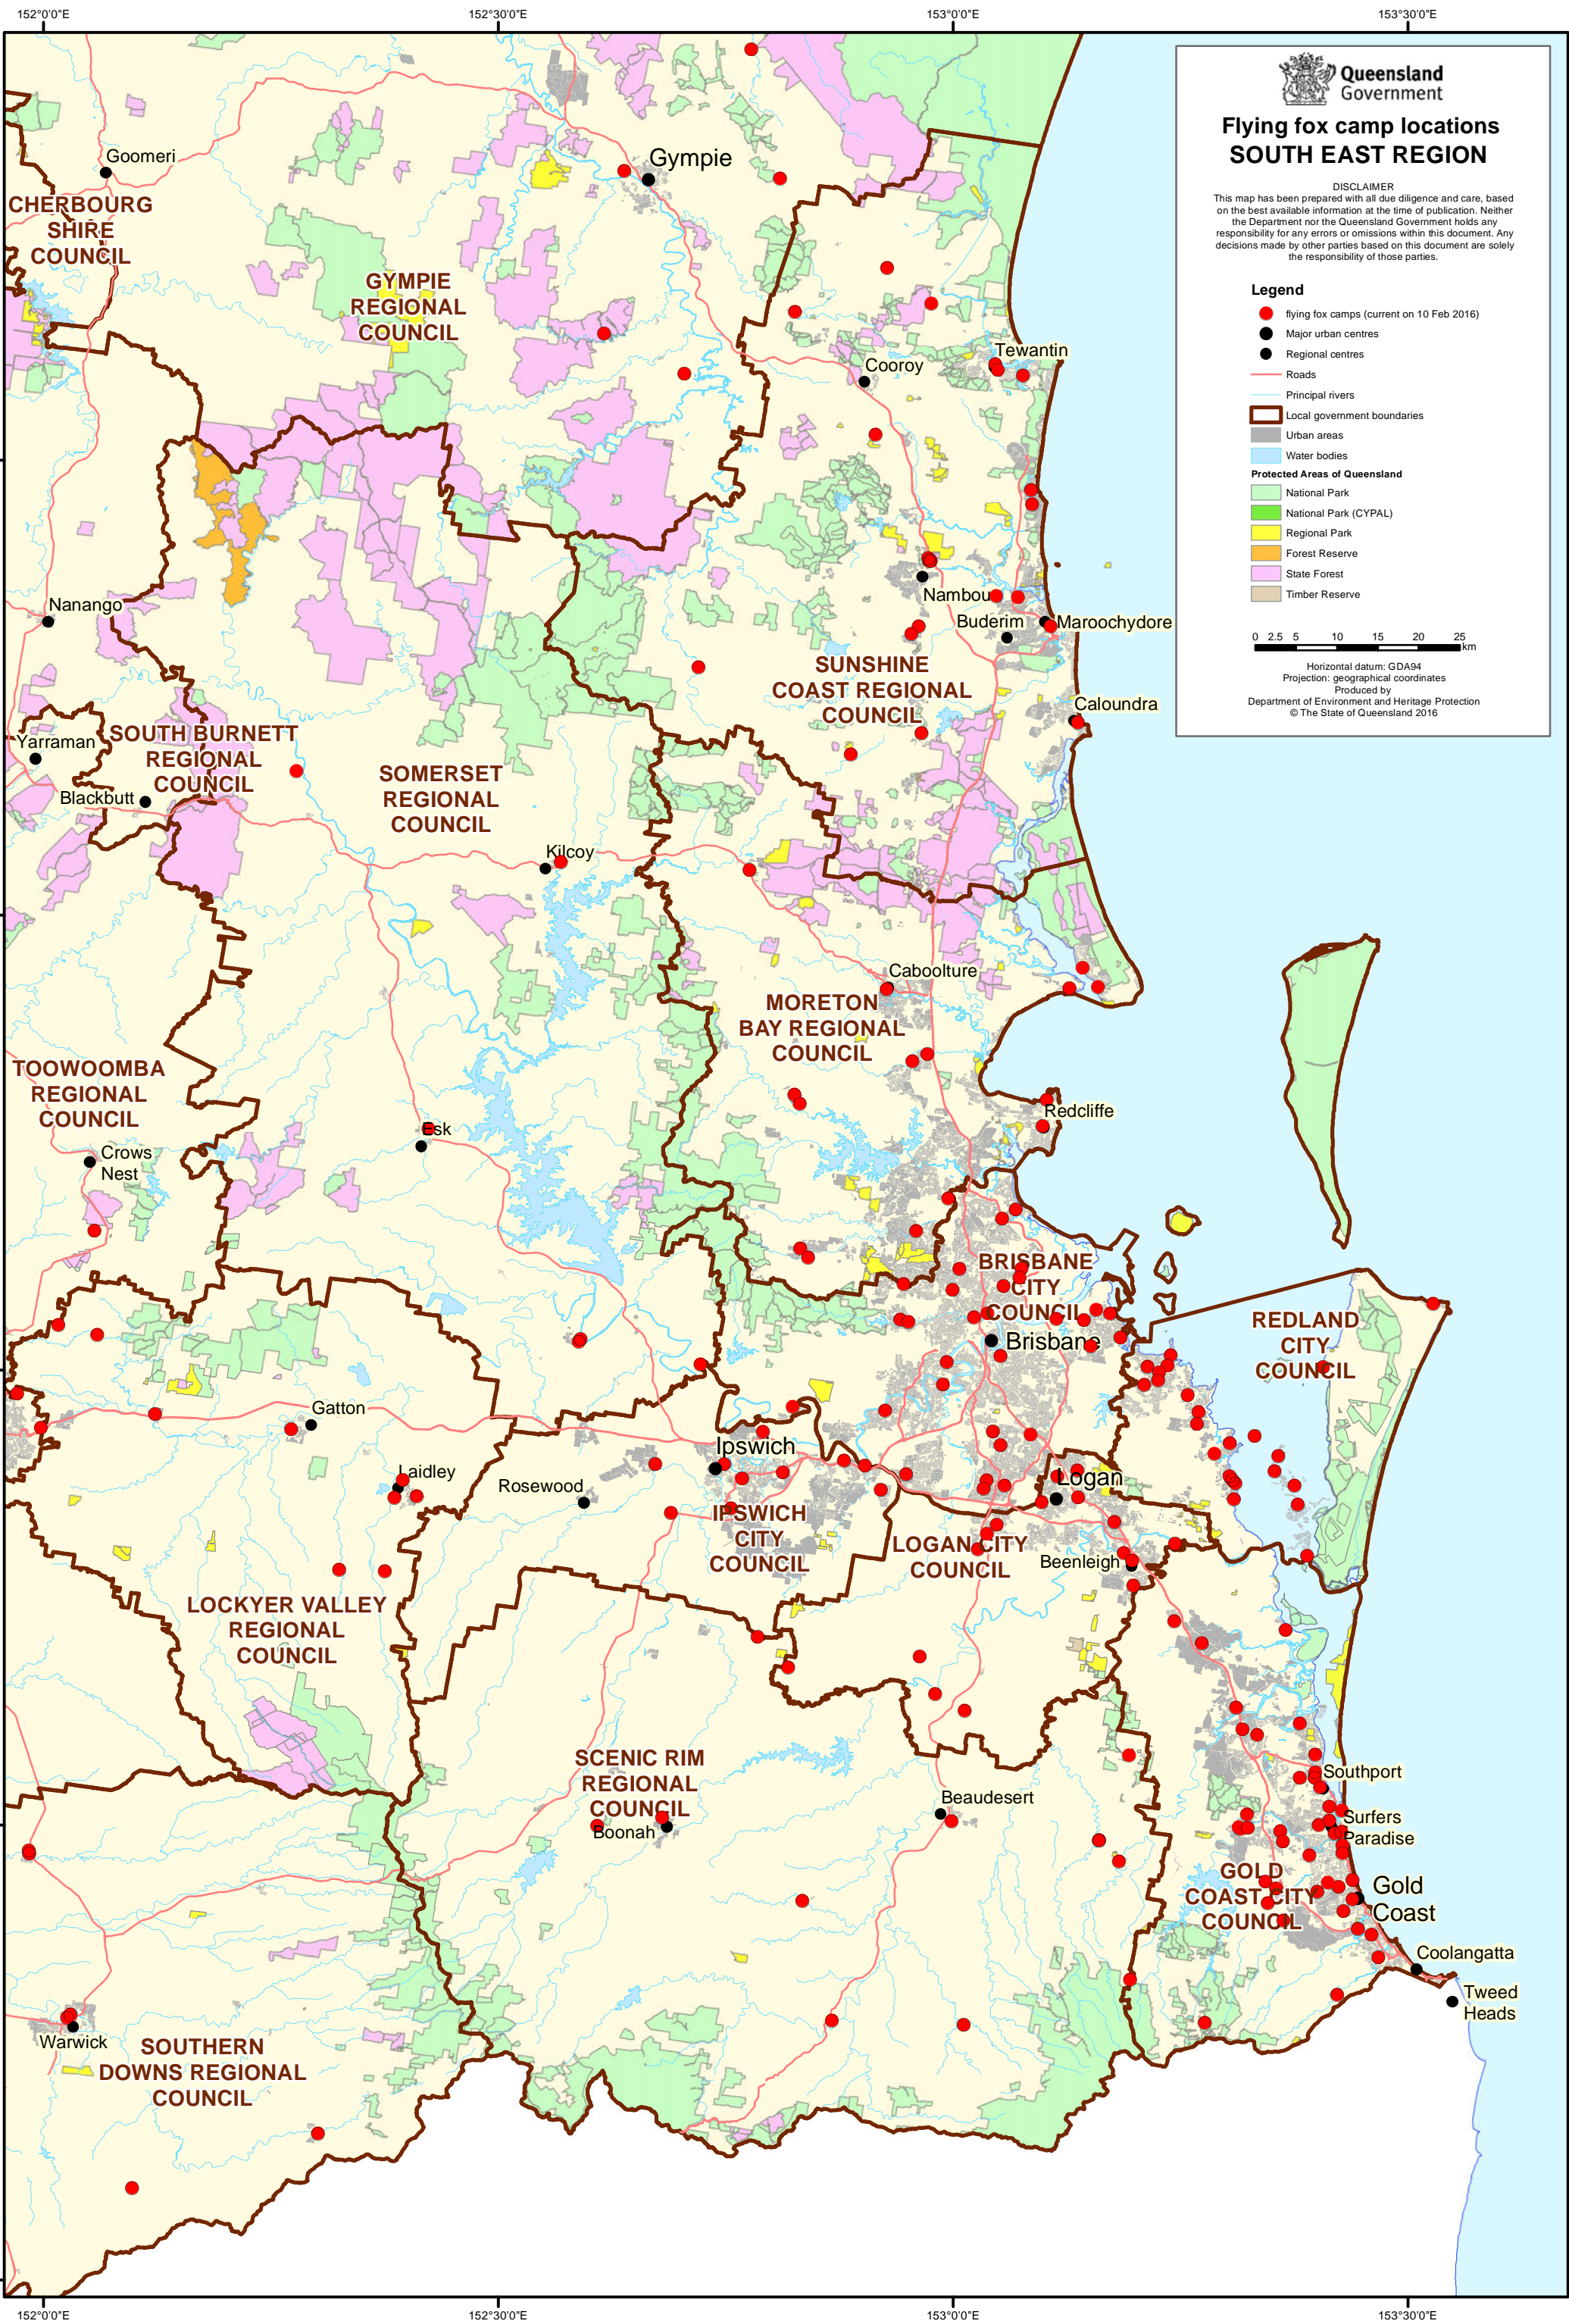 152°0'0"E
152°30'0"E
153°0'0"E
153°30'0"E
Queensland
Government
Flying fox camp locations
SOUTH EAST REGION
DISCLAIMER
This map has been prepared with all due diligence and care, based
on the best available information at the time of publication. Neither
the Department nor the Queensland Government holds any
responsibility for any errors or omissions within this document. Any
decisions made by other parties based on this document are solely
the responsibility of those parties.
Legend
flying fox camps (current on 10 Feb 2016)
Major urban centres
Regional centres
Roads
Principal rivers
Local government boundaries
Urban areas
Water bodies
Protected Areas of Queensland
National Park
National Park (CYPAL)
Regional Park
Forest Reserve
State Forest
Timber Reserve
0 2.5 5 10 15 20 25
km
Horizontal datum: GDA94
Projection: geographical coordinates
Produced by
Department of Environment and Heritage Protection
© The State of Queensland 2016
Goomeri
Gympie
CHERBOURG
SHIRE
COUNCIL
GYMPIE
REGIONAL
COUNCIL
Tewantin
Cooroy
Nanango
Nambour
Buderim
Maroochydore
SUNSHINE
COAST REGIONAL
COUNCIL
Caloundra
Yarraman
SOUTH BURNETT
REGIONAL
COUNCIL
Blackbutt
SOMERSET
REGIONAL
COUNCIL
Kilcoy
Caboolture
MORETON
BAY REGIONAL
COUNCIL
TOOWOOMBA
REGIONAL
COUNCIL
Redcliffe
Esk
Crows
Nest
BRISBANE
CITY
COUNCIL
Brisbane
REDLAND
CITY
COUNCIL
Gatton
Ipswich
Laidley
Rosewood
Logan
IPSWICH
CITY
COUNCIL
LOGAN CITY
COUNCIL
Beenleigh
LOCKYER VALLEY
REGIONAL
COUNCIL
SCENIC RIM
REGIONAL
COUNCIL
Boonah
Beaudesert
Southport
Surfers
Paradise
GOLD
COAST CITY
COUNCIL
Gold
Coast
Coolangatta
Tweed
Heads
Warwick
SOUTHERN
DOWNS REGIONAL
COUNCIL
152°0'0"E
152°30'0"E
153°0'0"E
153°30'0"E